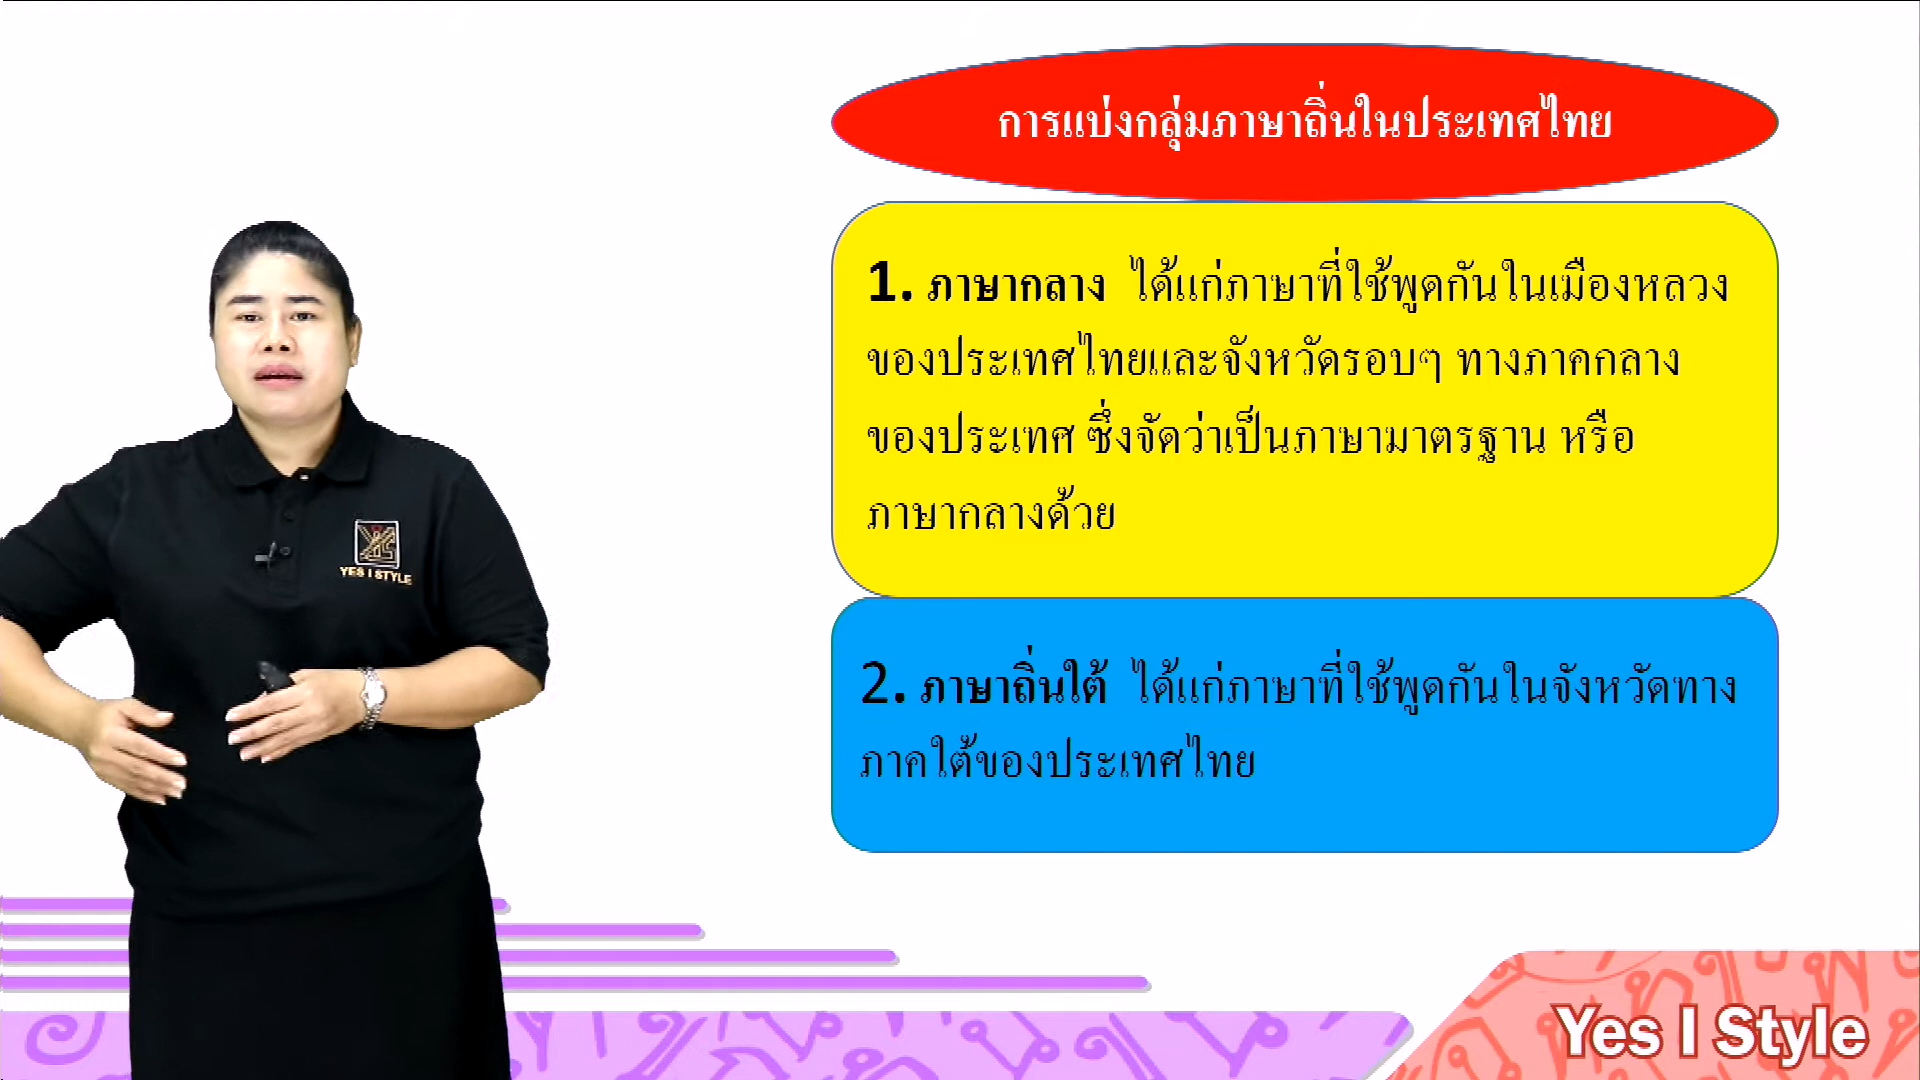 การแบ่งกลุ่มภาษาถิ่นในประเทศไทย
1. ภาษากลาง ได้แก่ภาษาที่ใช้พูดกันในเมืองหลวง
ของประเทศไทยและจังหวัดรอบๆ ทางภาคกลาง
ของประเทศ ซึ่งจัดว่าเป็นภาษามาตรฐาน หรือ
ภาษากลางด้วย
2. ภาษาถิ่นใต้ ได้แก่ภาษาที่ใช้พูดกันในจังหวัดทาง
ภาคใต้ของประเทศไทย
YES I STYLE
Yes I Style